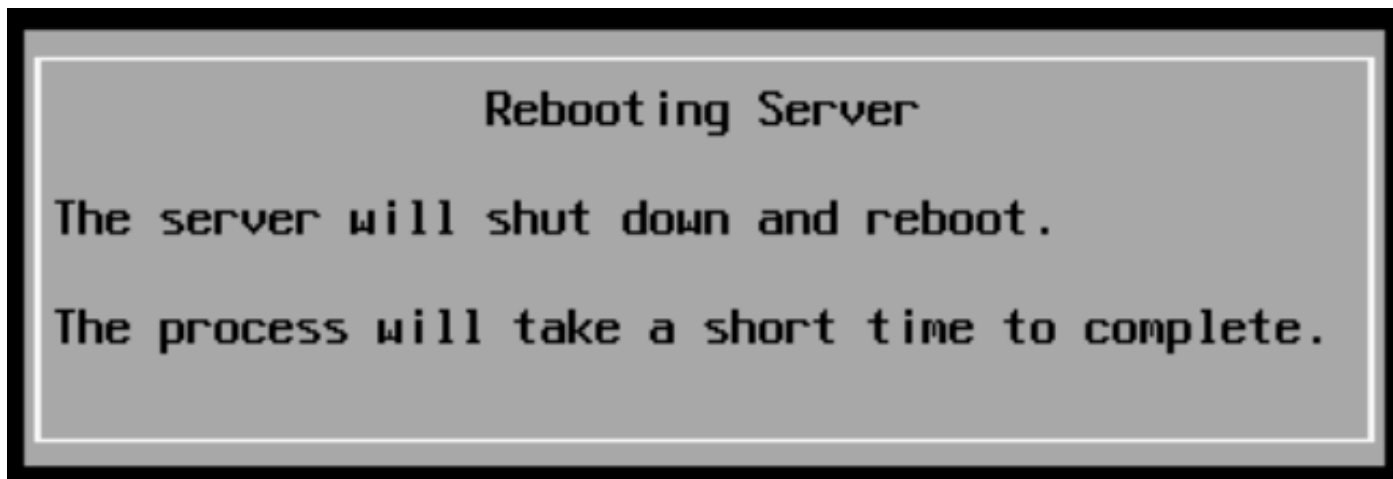 Rebooting Server
The server will shut down and reboot.
The process will take a short time to complete.